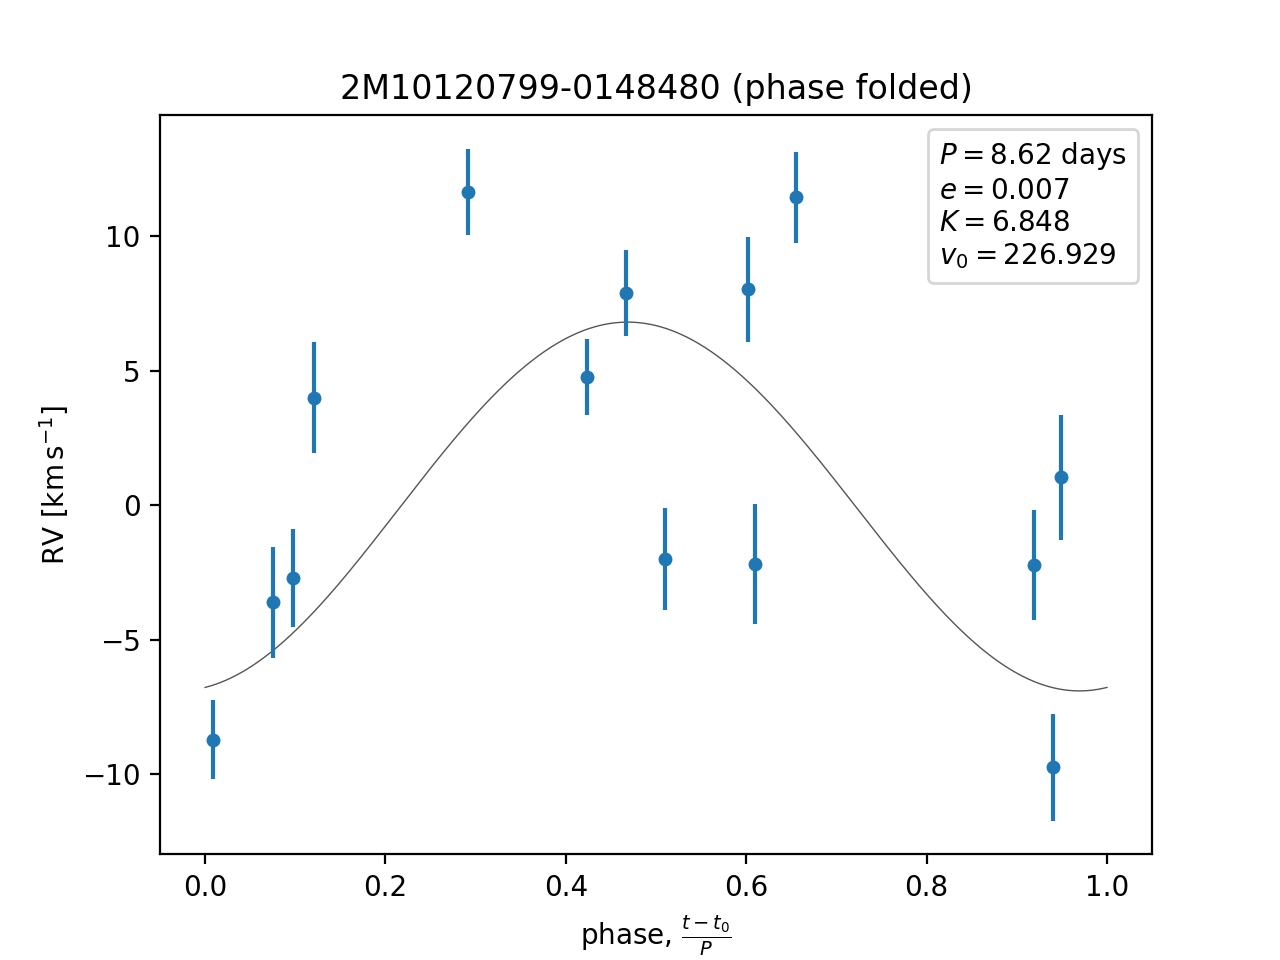 2M10120799-0148480 (phase folded)
P = 8.62 days
e = 0.007
K = 6.848
v₀ = 226.929
RV [km s⁻¹]
10
5
0
−5
−10
0.0 0.2 0.4 0.6 0.8 1.0
phase, (t − t₀)/P